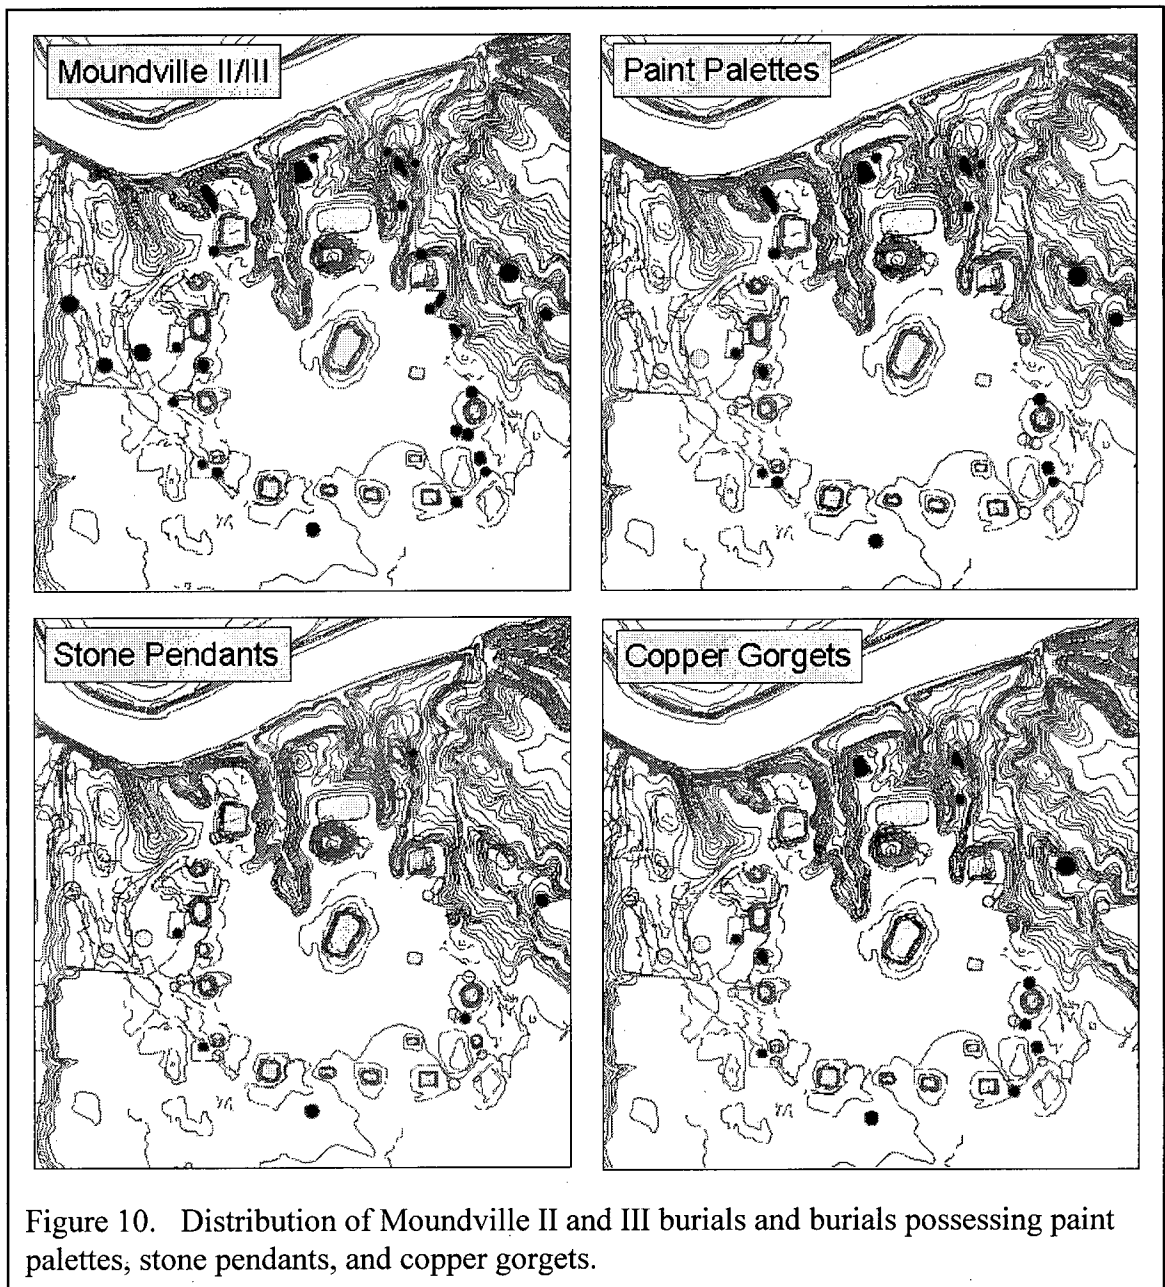 Moundville II/III
Paint Palettes
Stone Pendants
Copper Gorgets
Figure 10. Distribution of Moundville II and III burials and burials possessing paint
palettes, stone pendants, and copper gorgets.